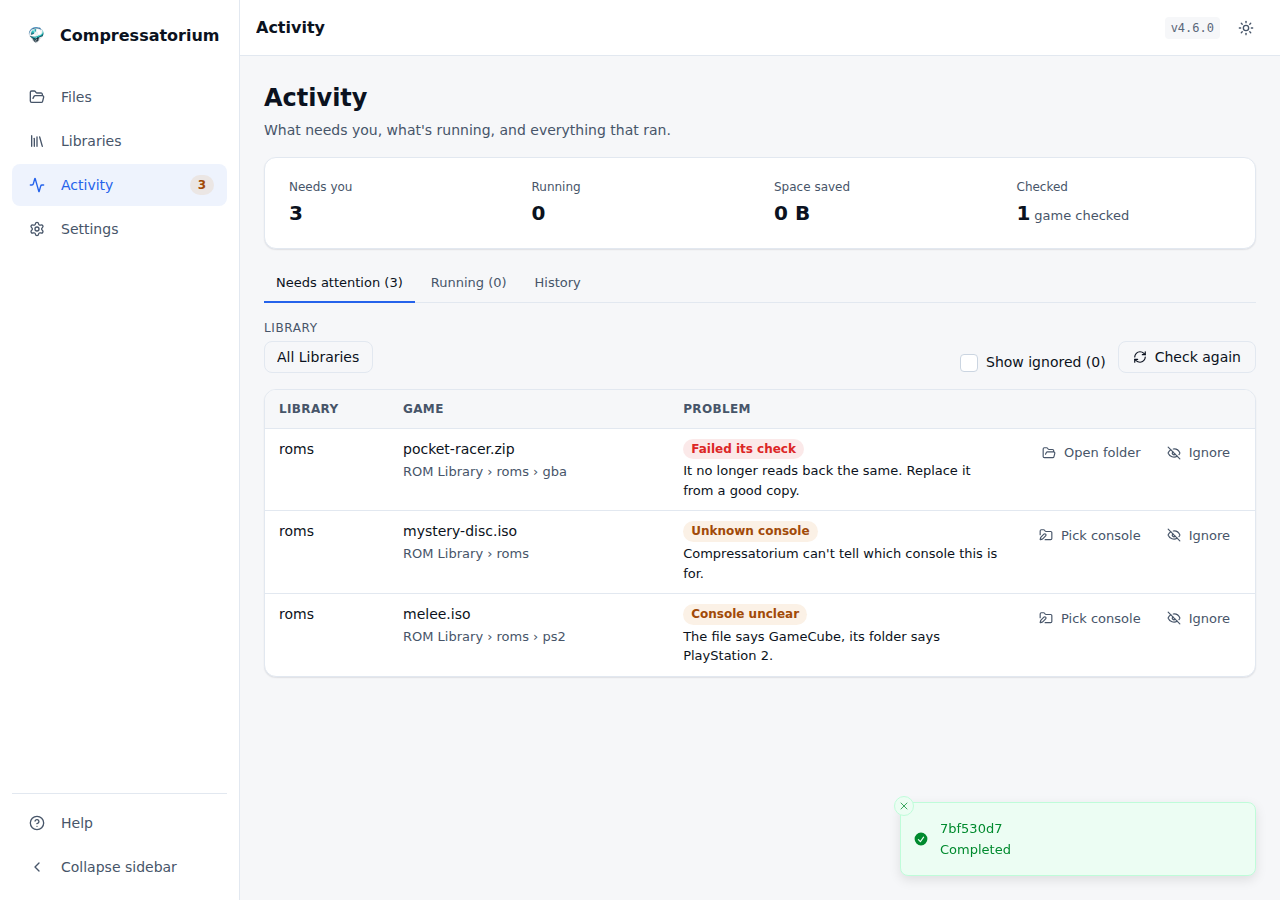 Compressatorium
Activity
v4.6.0
Files
Libraries
Activity
3
Settings
Activity
What needs you, what's running, and everything that ran.
Needs you
Running
Space saved
Checked
3
0
0 B
1 game checked
Needs attention (3)
Running (0)
History
LIBRARY
All Libraries
Show ignored (0)
Check again
LIBRARY
GAME
PROBLEM
roms
pocket-racer.zip
ROM Library › roms › gba
Failed its check
It no longer reads back the same. Replace it
from a good copy.
Open folder
Ignore
roms
mystery-disc.iso
ROM Library › roms
Unknown console
Compressatorium can't tell which console this is
for.
Pick console
Ignore
roms
melee.iso
ROM Library › roms › ps2
Console unclear
The file says GameCube, its folder says
PlayStation 2.
Pick console
Ignore
Help
Collapse sidebar
7bf530d7
Completed